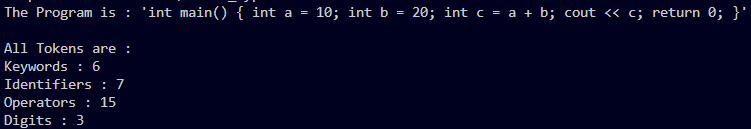 The Program is : 'int main() { int a = 10; int b = 20; int c = a + b; cout << c; return 0; }'
All Tokens are :
Keywords : 6
Identifiers : 7
Operators : 15
Digits : 3